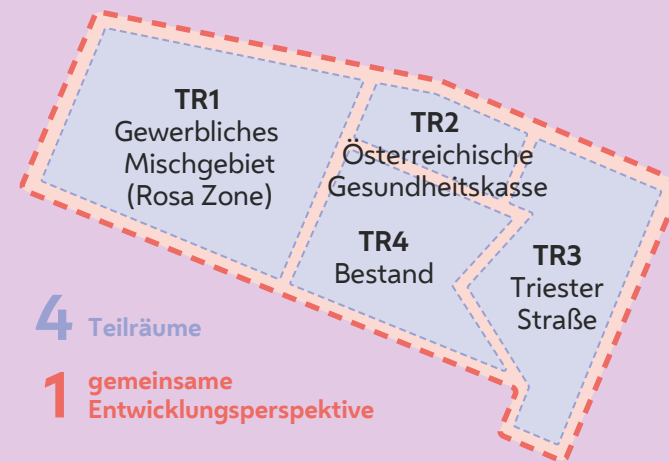 TR1
Gewerbliches
Mischgebiet
(Rosa Zone)
TR2
Österreichische
Gesundheitskasse
TR4
Bestand
TR3
Triester
Straße
4 Teilräume
1 gemeinsame
Entwicklungsperspektive